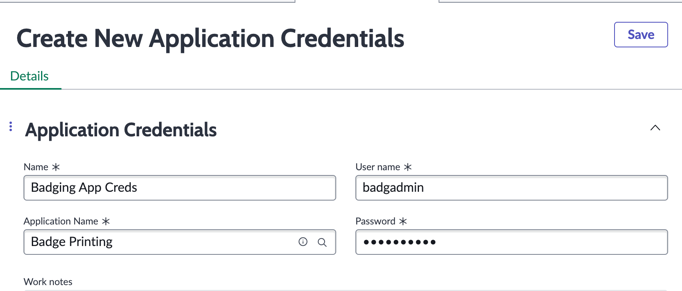 Create New Application Credentials
Save
Details
Application Credentials
Name *
User name *
Badging App Creds
badgadmin
Application Name *
Password *
Badge Printing
••••••••••
Work notes